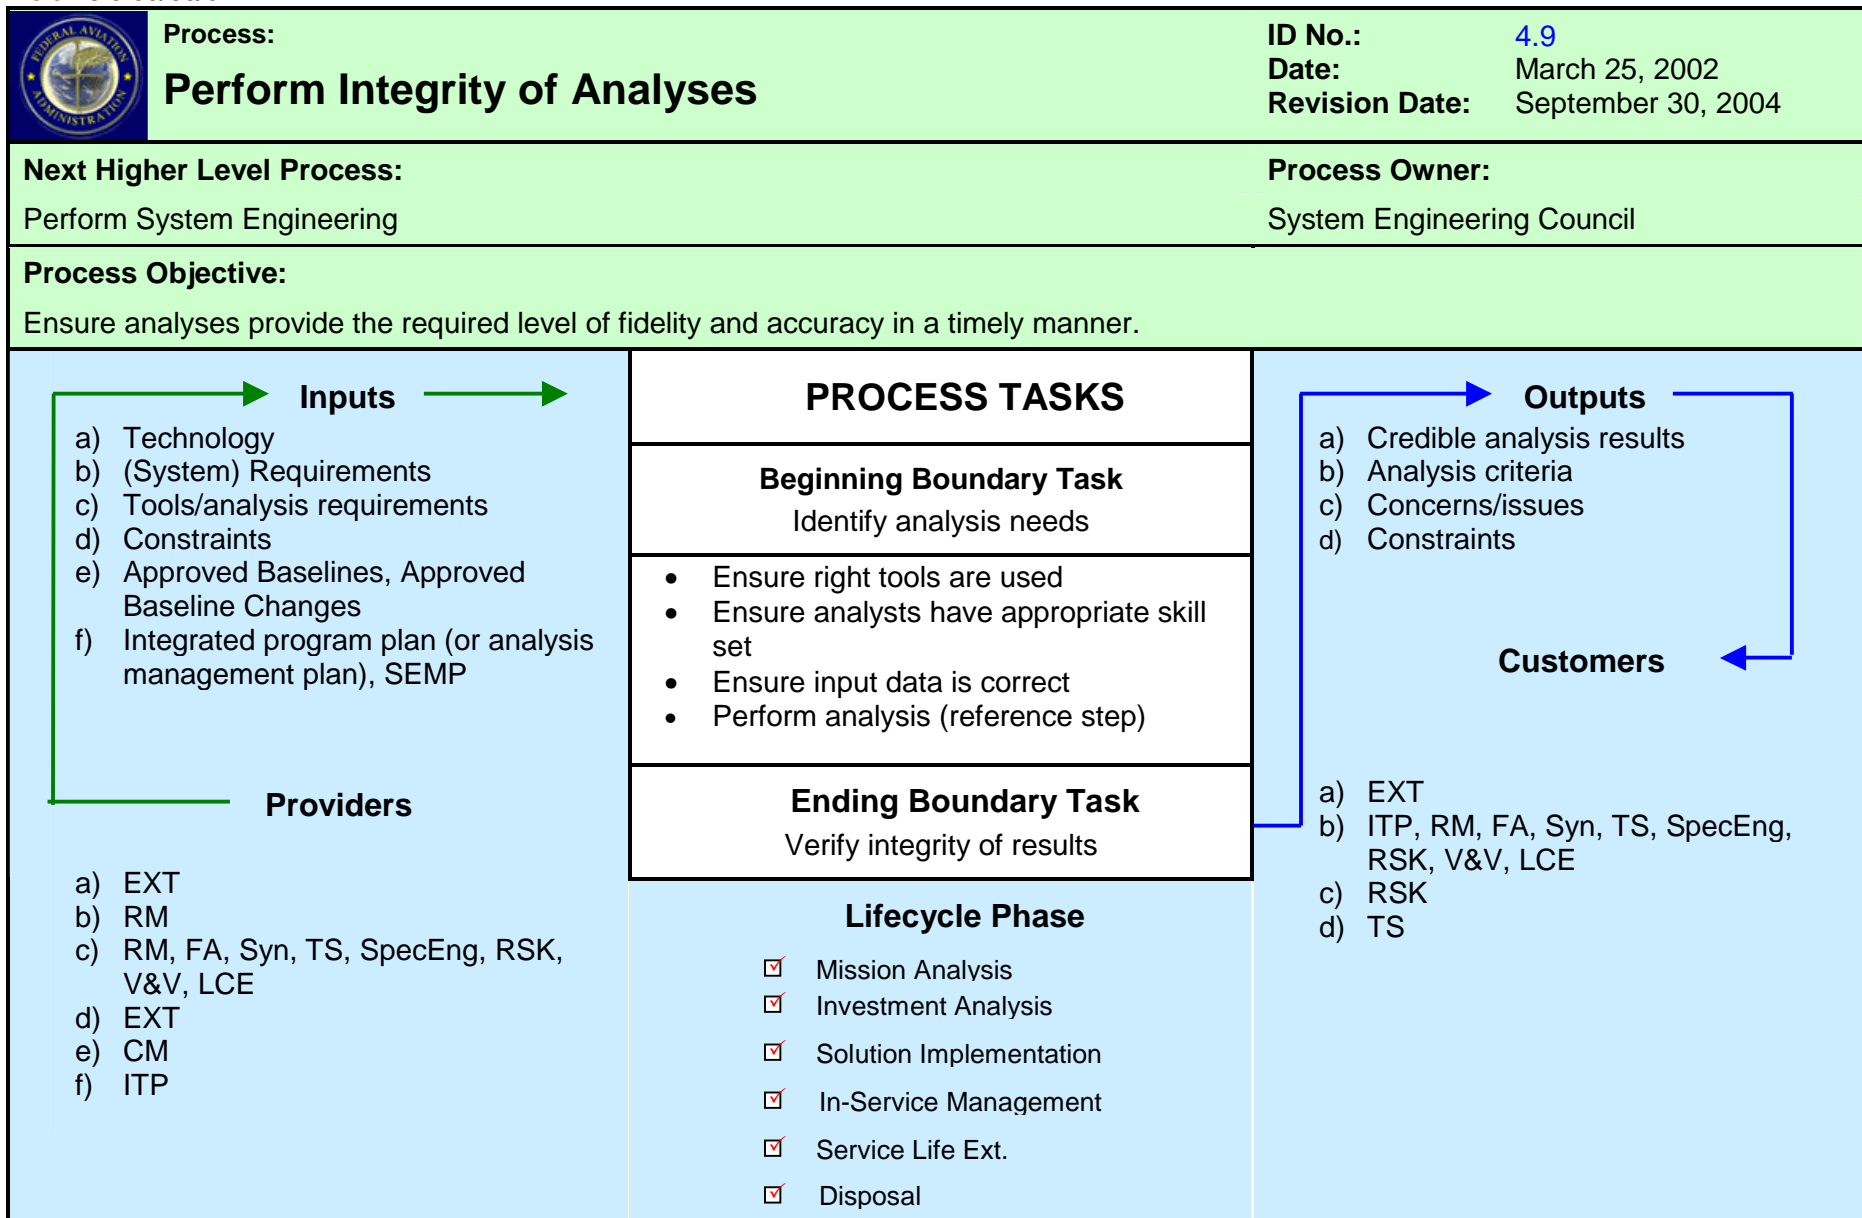 FEDERAL AVIATION ADMINISTRATION
Process:
Perform Integrity of Analyses
ID No.: 4.9
Date: March 25, 2002
Revision Date: September 30, 2004
Next Higher Level Process:
Perform System Engineering
Process Owner:
System Engineering Council
Process Objective:
Ensure analyses provide the required level of fidelity and accuracy in a timely manner.
Inputs
a) Technology
b) (System) Requirements
c) Tools/analysis requirements
d) Constraints
e) Approved Baselines, Approved
Baseline Changes
f) Integrated program plan (or analysis
management plan), SEMP
Providers
a) EXT
b) RM
c) RM, FA, Syn, TS, SpecEng, RSK,
V&V, LCE
d) EXT
e) CM
f) ITP
PROCESS TASKS
Beginning Boundary Task
Identify analysis needs
• Ensure right tools are used
• Ensure analysts have appropriate skill
set
• Ensure input data is correct
• Perform analysis (reference step)
Ending Boundary Task
Verify integrity of results
Lifecycle Phase
Mission Analysis
Investment Analysis
Solution Implementation
In-Service Management
Service Life Ext.
Disposal
Outputs
a) Credible analysis results
b) Analysis criteria
c) Concerns/issues
d) Constraints
Customers
a) EXT
b) ITP, RM, FA, Syn, TS, SpecEng,
RSK, V&V, LCE
c) RSK
d) TS